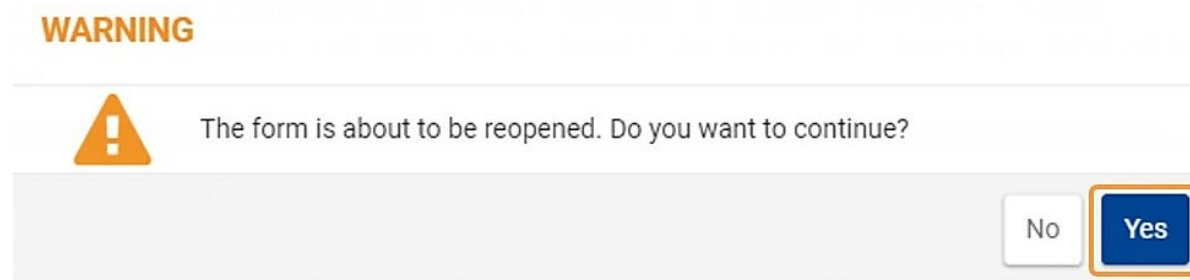 WARNING
The form is about to be reopened. Do you want to continue?
No Yes